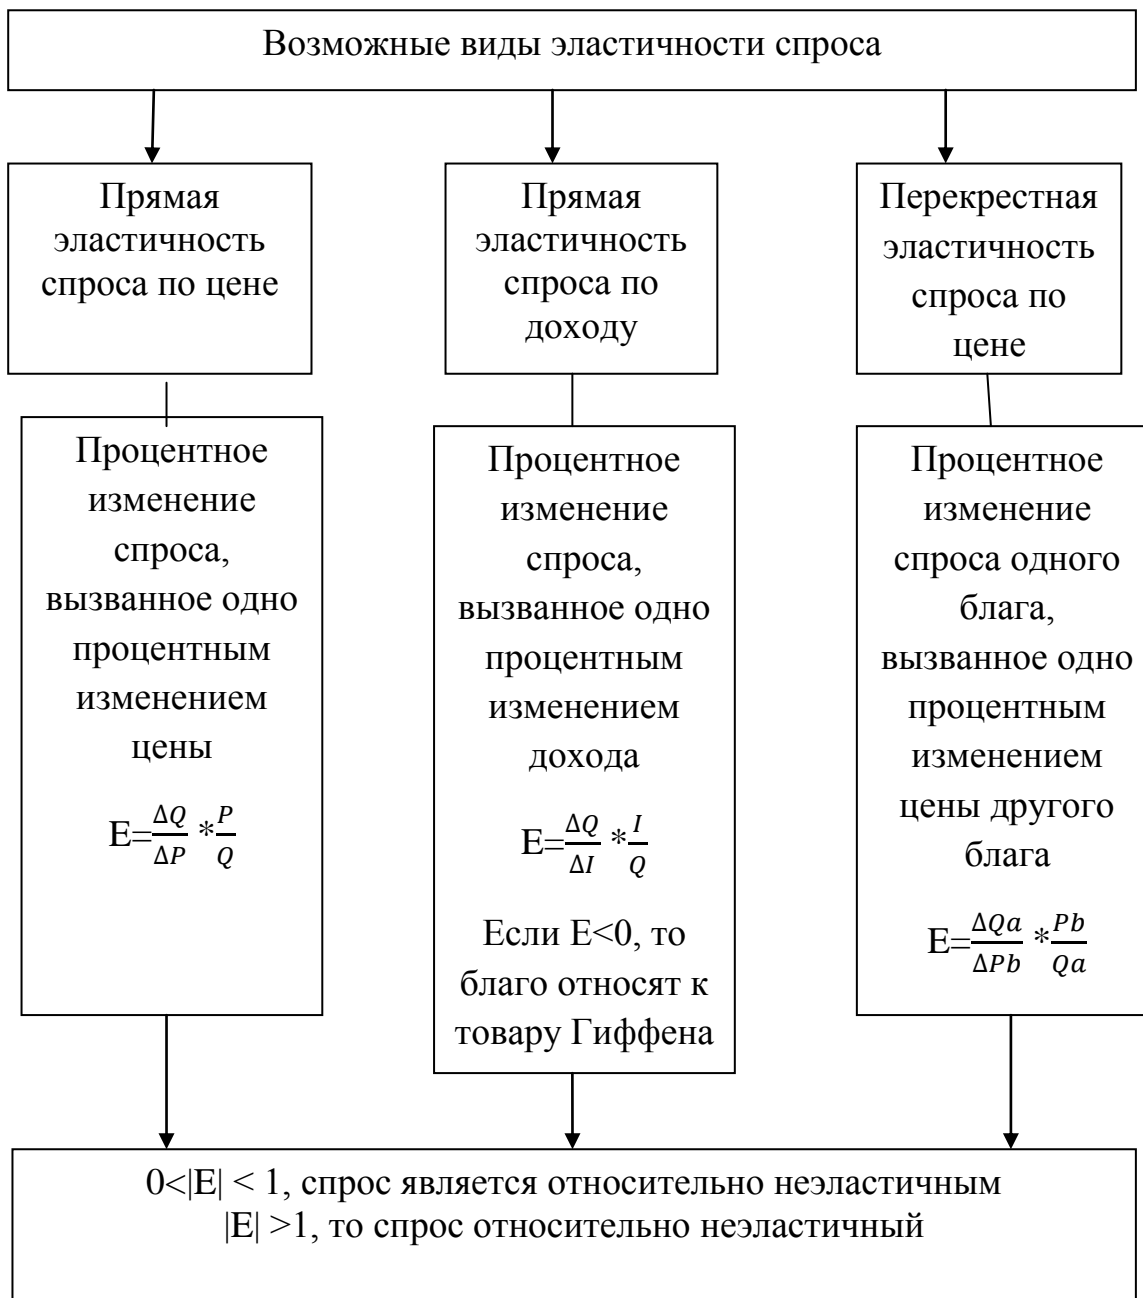 Возможные виды эластичности спроса
Прямая
эластичность
спроса по цене
Прямая
эластичность
спроса по
доходу
Перекрестная
эластичность
спроса по
цене
Процентное
изменение
спроса,
вызванное одно
процентным
изменением
цены
E=ΔQ/ΔP *P/Q
Процентное
изменение
спроса,
вызванное одно
процентным
изменением
дохода
E=ΔQ/ΔI *I/Q
Если E<0, то
благо относят к
товару Гиффена
Процентное
изменение
спроса одного
блага,
вызванное одно
процентным
изменением
цены другого
блага
E=ΔQa/ΔPb *Pb/Qa
0<|E| < 1, спрос является относительно неэластичным
|E| >1, то спрос относительно неэластичный